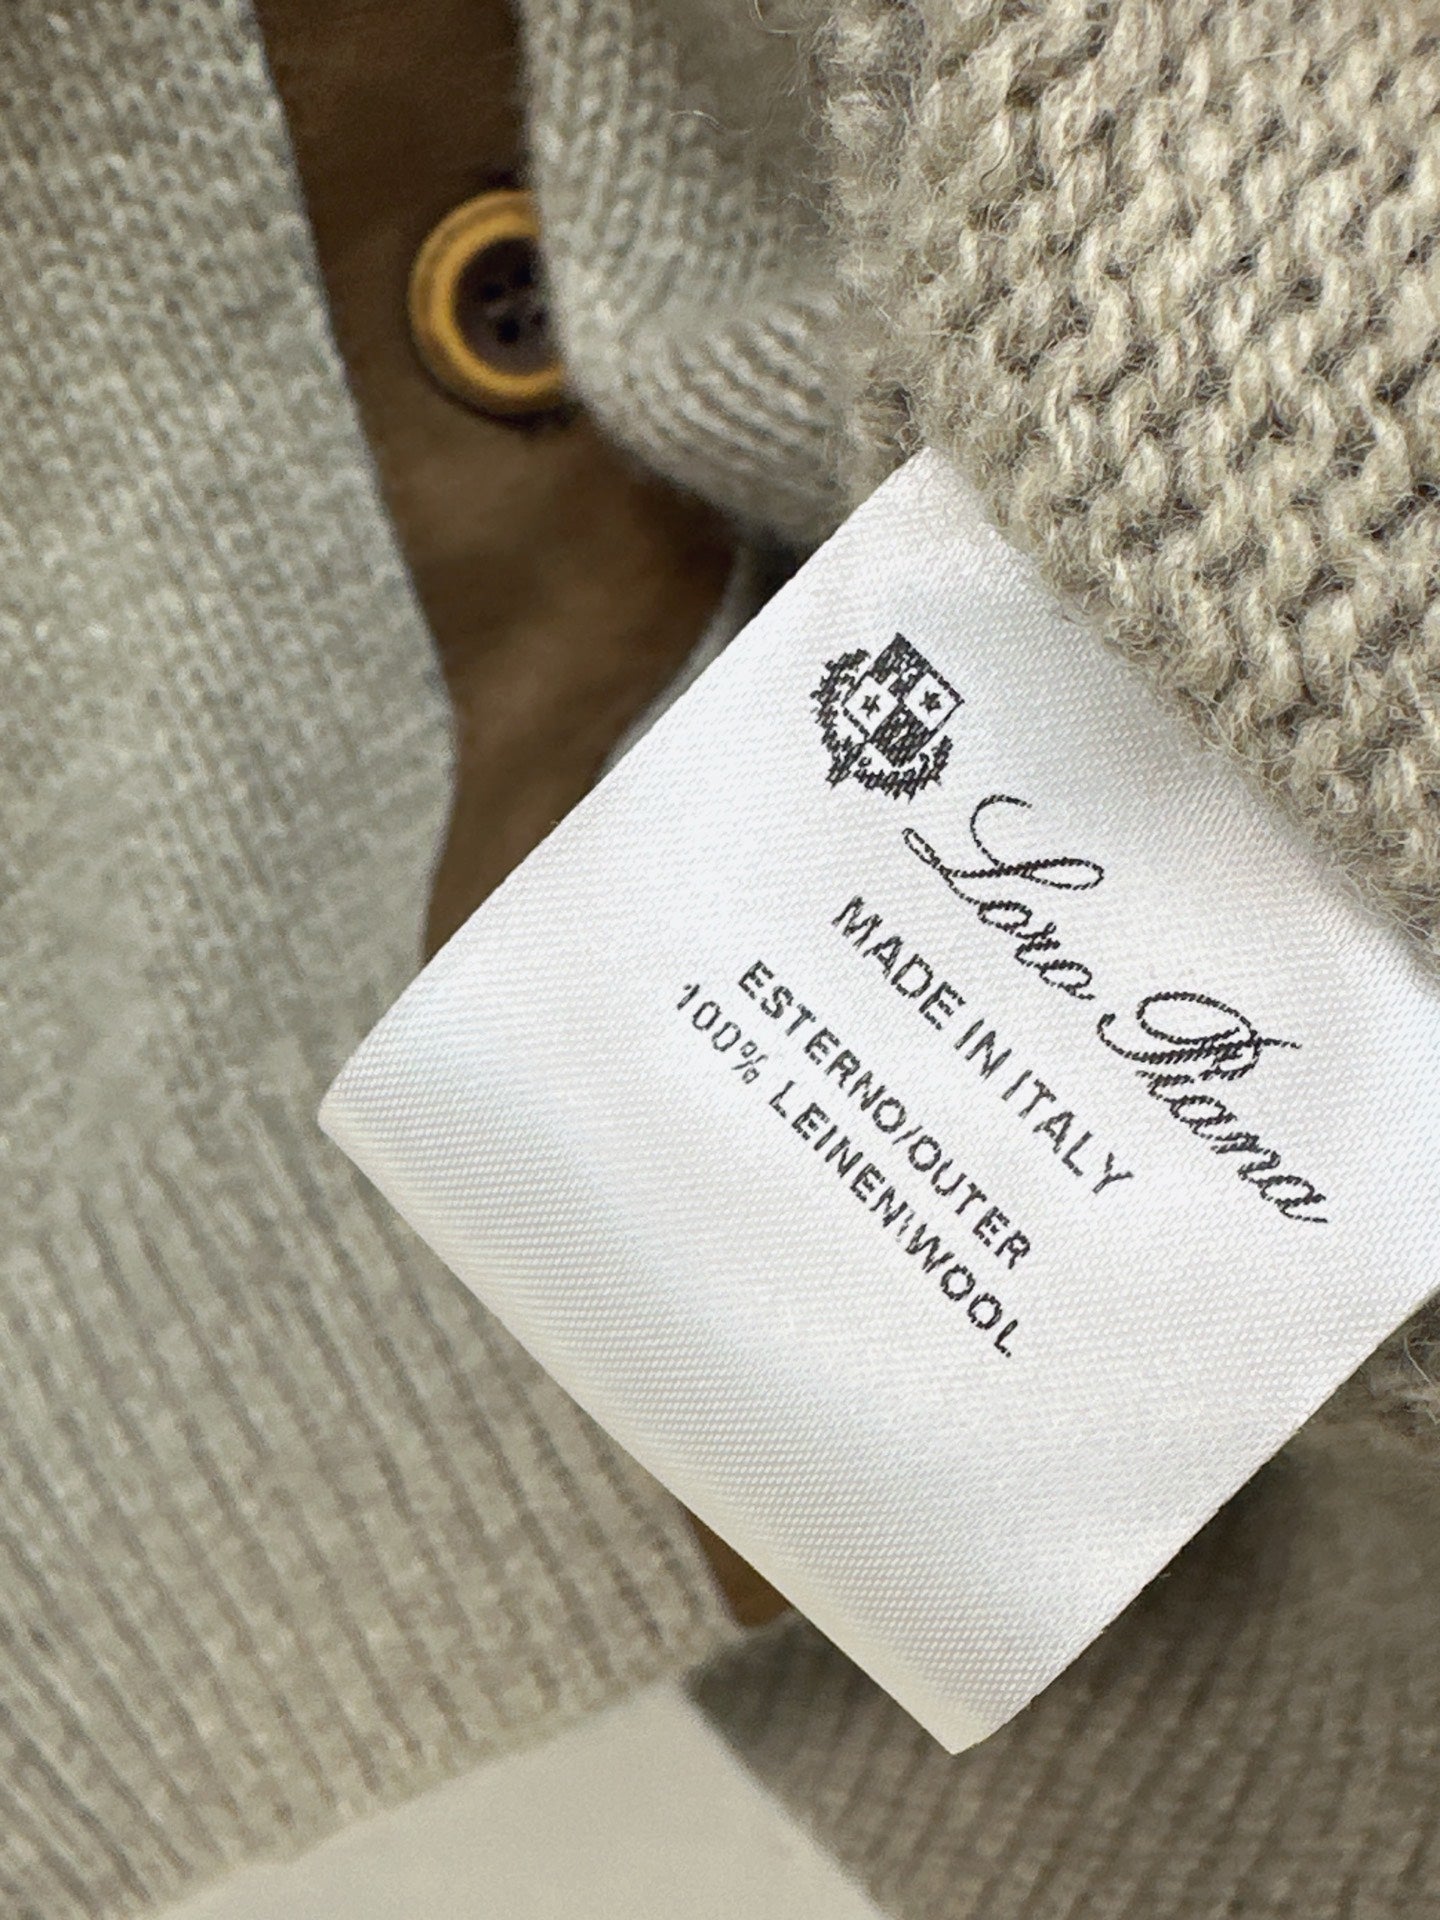 Loro Piana
MADE IN ITALY
ESTERNO/OUTER
100% LEINEN\WOOL